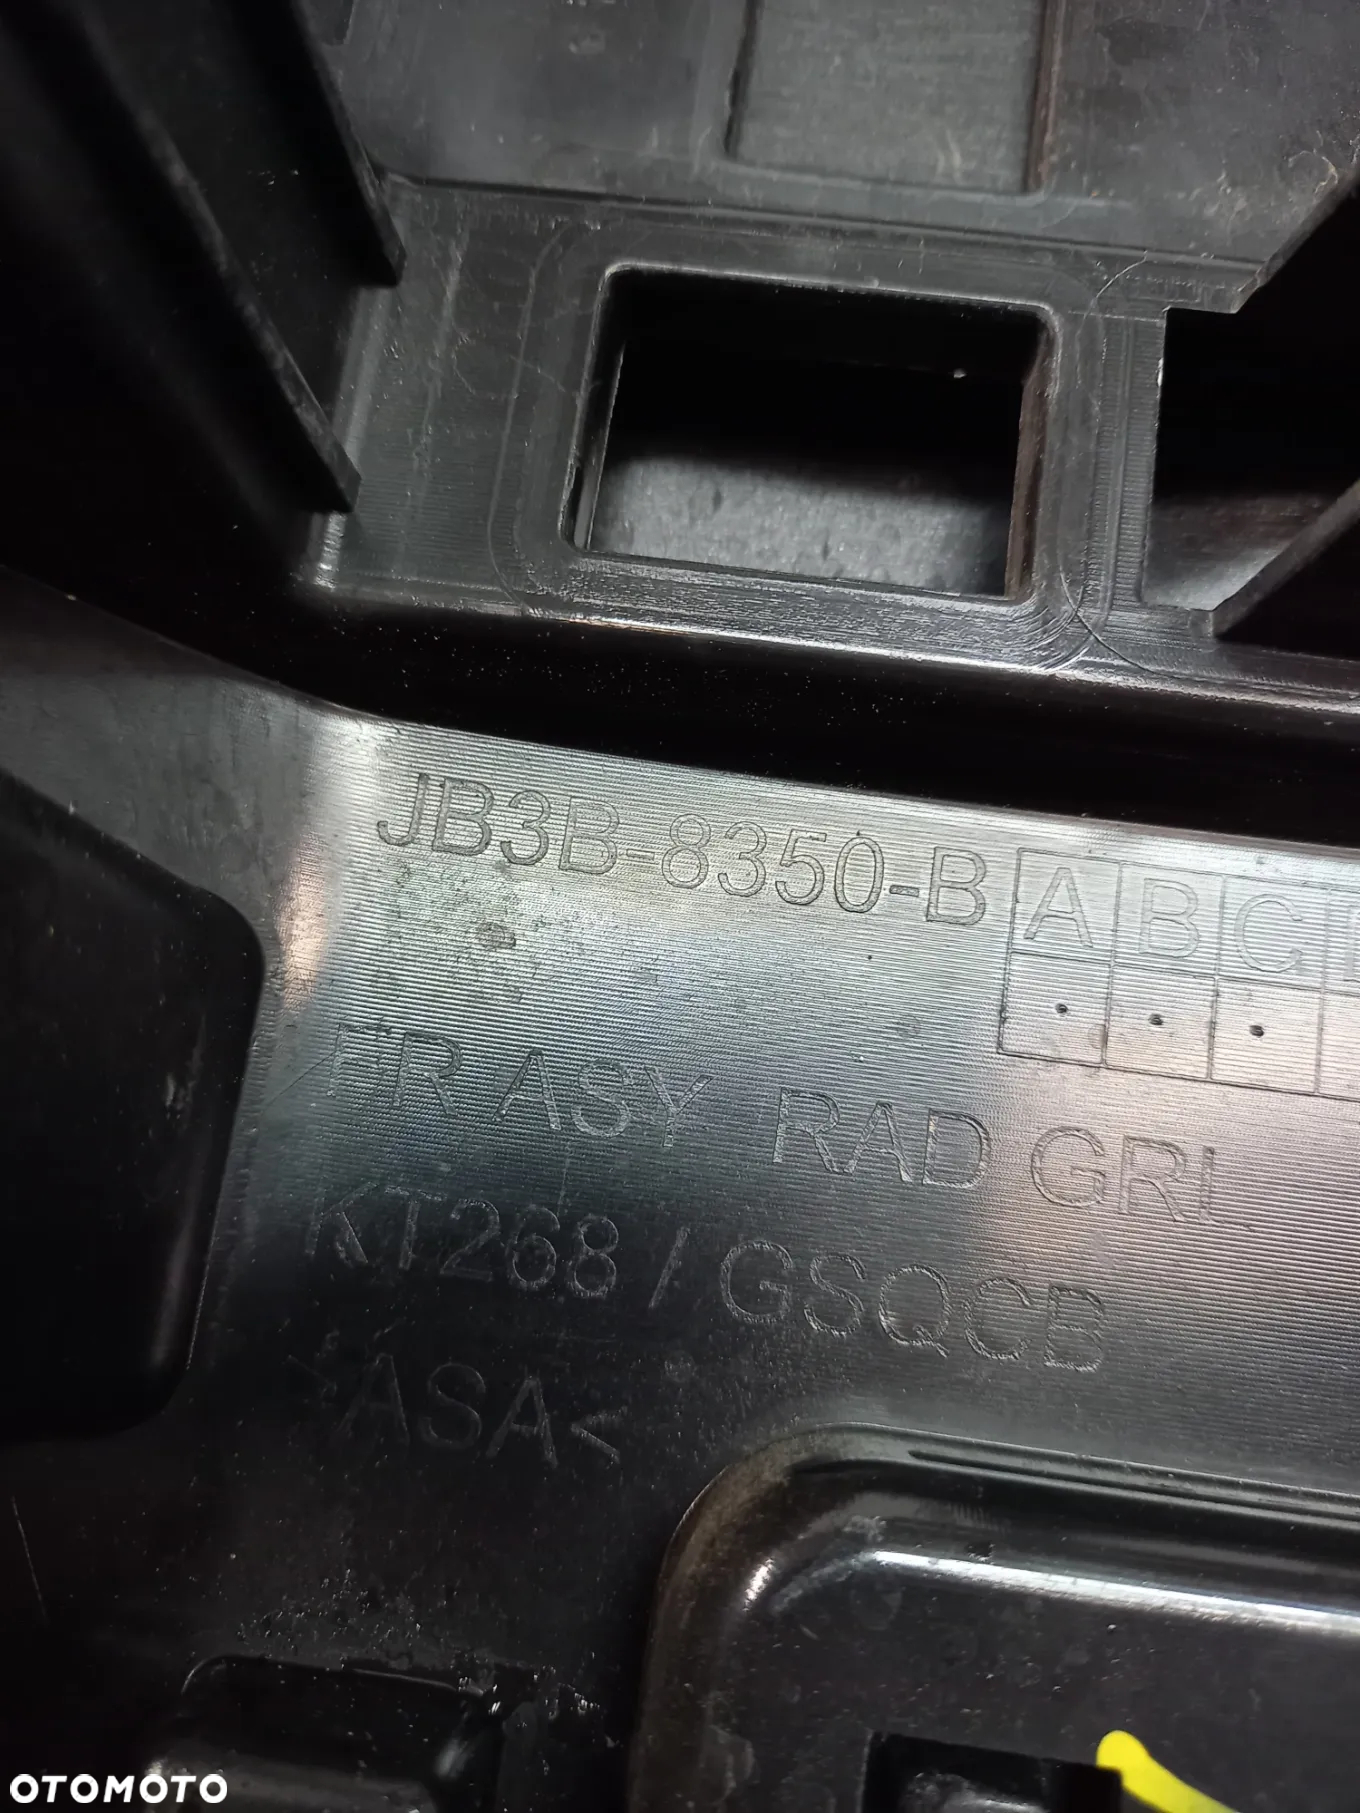 JB3B-8350-B A B C
FR ASY RAD GRL
KT268 / GSQCB
>ASA<
OTOMOTO